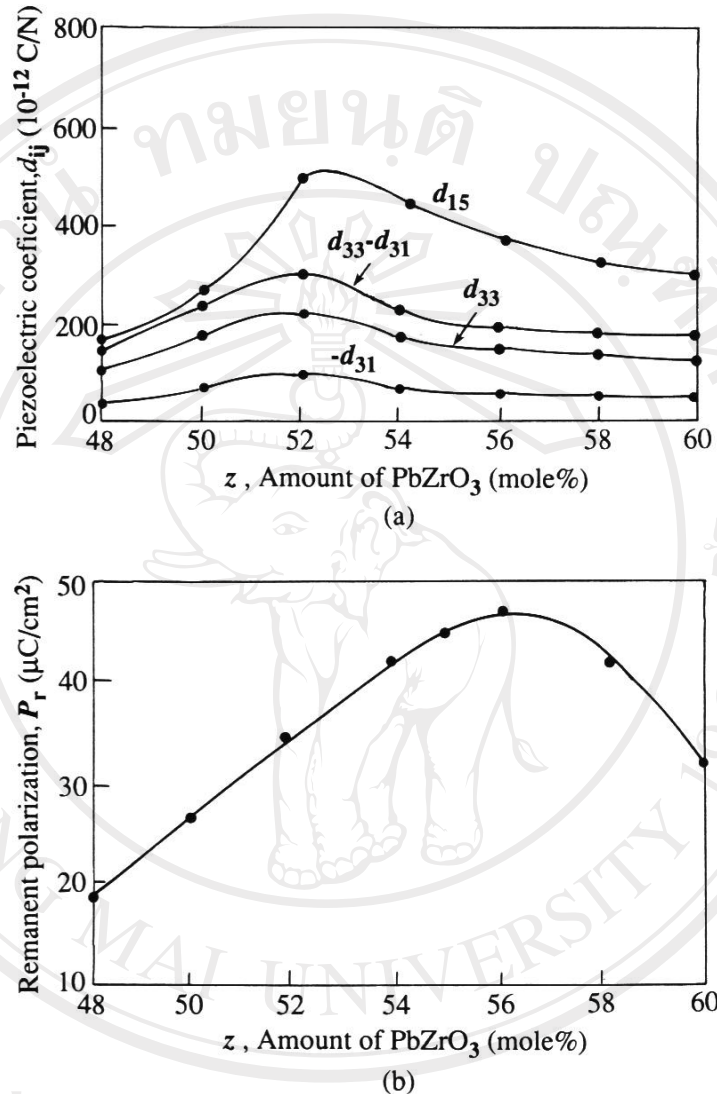 Piezoelectric coeficient,dij (10-12 C/N)
800
600
400
200
0
d15
d33-d31
d33
-d31
48 50 52 54 56 58 60
z , Amount of PbZrO3 (mole%)
(a)
Remanent polarization, Pr (μC/cm2)
50
40
30
20
10
48 50 52 54 56 58 60
z , Amount of PbZrO3 (mole%)
(b)
MAI UNIVERSITY